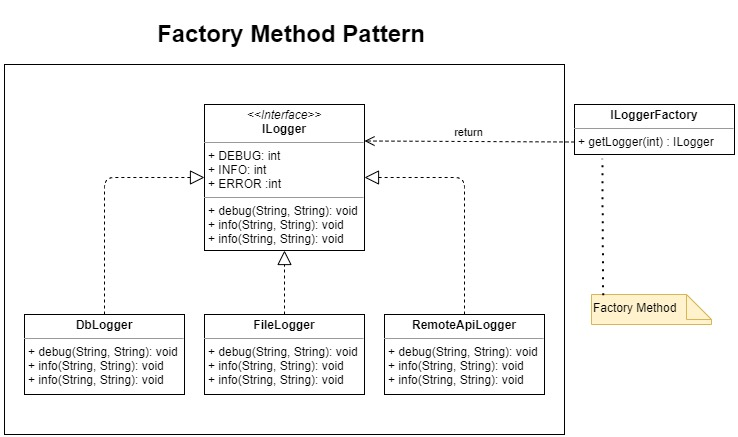 Factory Method Pattern
<<Interface>>
ILogger
+ DEBUG: int
+ INFO: int
+ ERROR :int
+ debug(String, String): void
+ info(String, String): void
+ info(String, String): void
return
ILoggerFactory
+ getLogger(int) : ILogger
DbLogger
+ debug(String, String): void
+ info(String, String): void
+ info(String, String): void
FileLogger
+ debug(String, String): void
+ info(String, String): void
+ info(String, String): void
RemoteApiLogger
+ debug(String, String): void
+ info(String, String): void
+ info(String, String): void
Factory Method